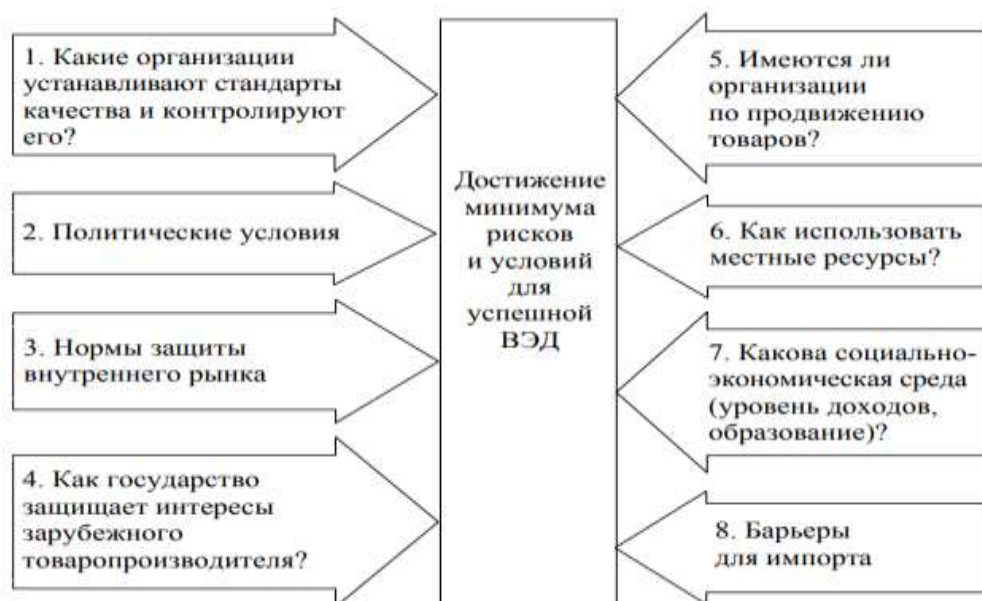 1. Какие организации
устанавливают стандарты
качества и контролируют
его?
2. Политические условия
3. Нормы защиты
внутреннего рынка
4. Как государство
защищает интересы
зарубежного
товаропроизводителя?
Достижение
минимума
рисков
и условий
для
успешной
ВЭД
5. Имеются ли
организации
по продвижению
товаров?
6. Как использовать
местные ресурсы?
7. Какова социально-
экономическая среда
(уровень доходов,
образование)?
8. Барьеры
для импорта